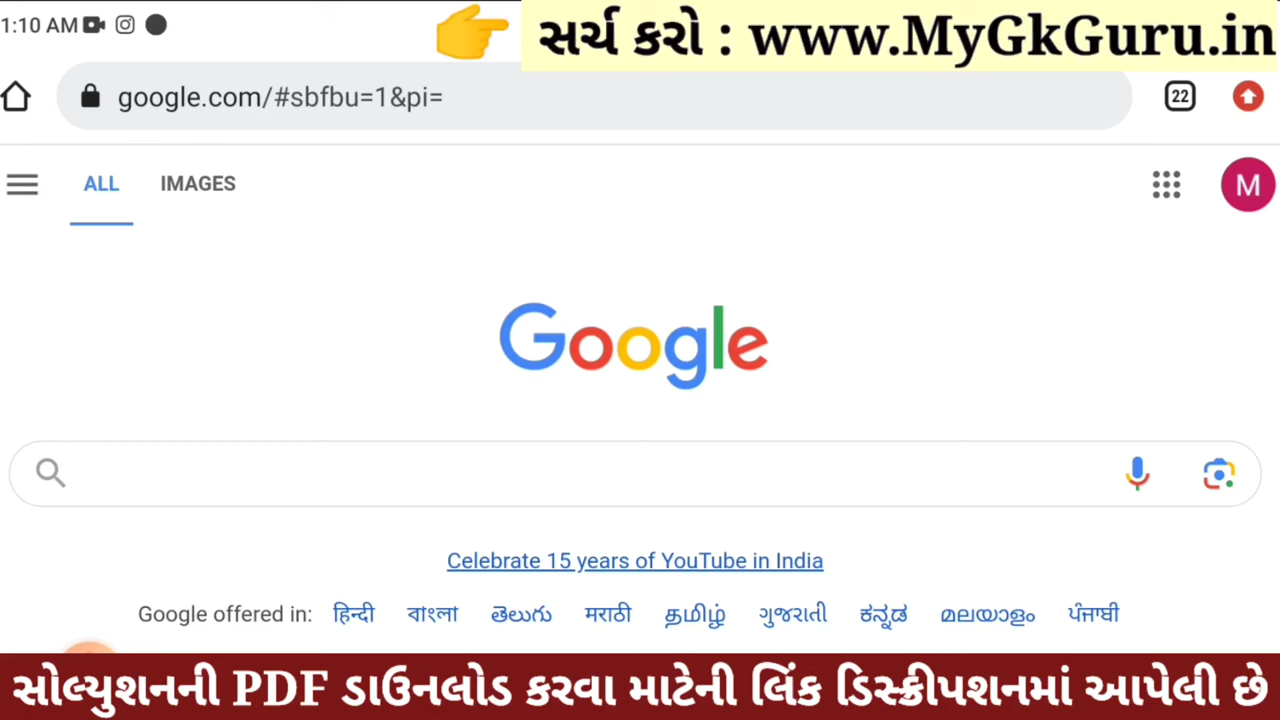 1:10 AM
સર્ચ કરો : www.MyGkGuru.in
google.com/#sbfbu=1&pi=
22
ALL IMAGES
M
Google
Celebrate 15 years of YouTube in India
Google offered in: हिन्दी বাংলা తెలుగు मराठी தமிழ் ગુજરાતી ಕನ್ನಡ മലയാളം ਪੰਜਾਬੀ
સોલ્યુશનની PDF ડાઉનલોડ કરવા માટેની લિંક ડિસ્ક્રીપશનમાં આપેલી છે